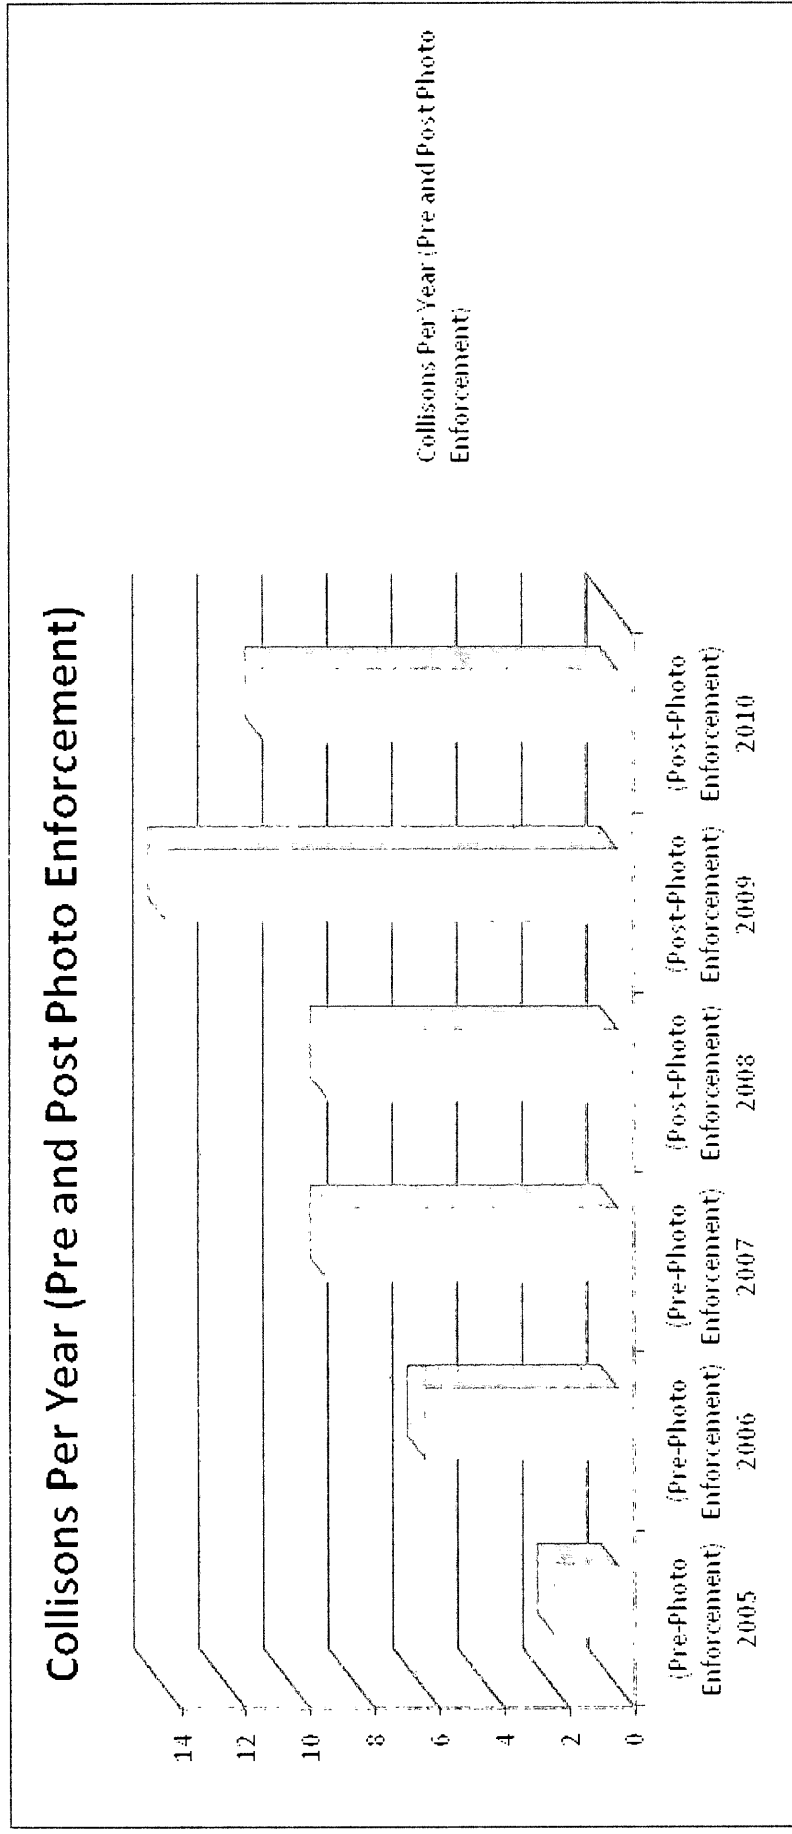 Collisons Per Year (Pre and Post Photo Enforcement)
14
12
10
8
6
4
2
0
(Pre-Photo
Enforcement)
2005
(Pre-Photo
Enforcement)
2006
(Pre-Photo
Enforcement)
2007
(Post-Photo
Enforcement)
2008
(Post-Photo
Enforcement)
2009
(Post-Photo
Enforcement)
2010
Collisons Per Year (Pre and Post Photo
Enforcement)